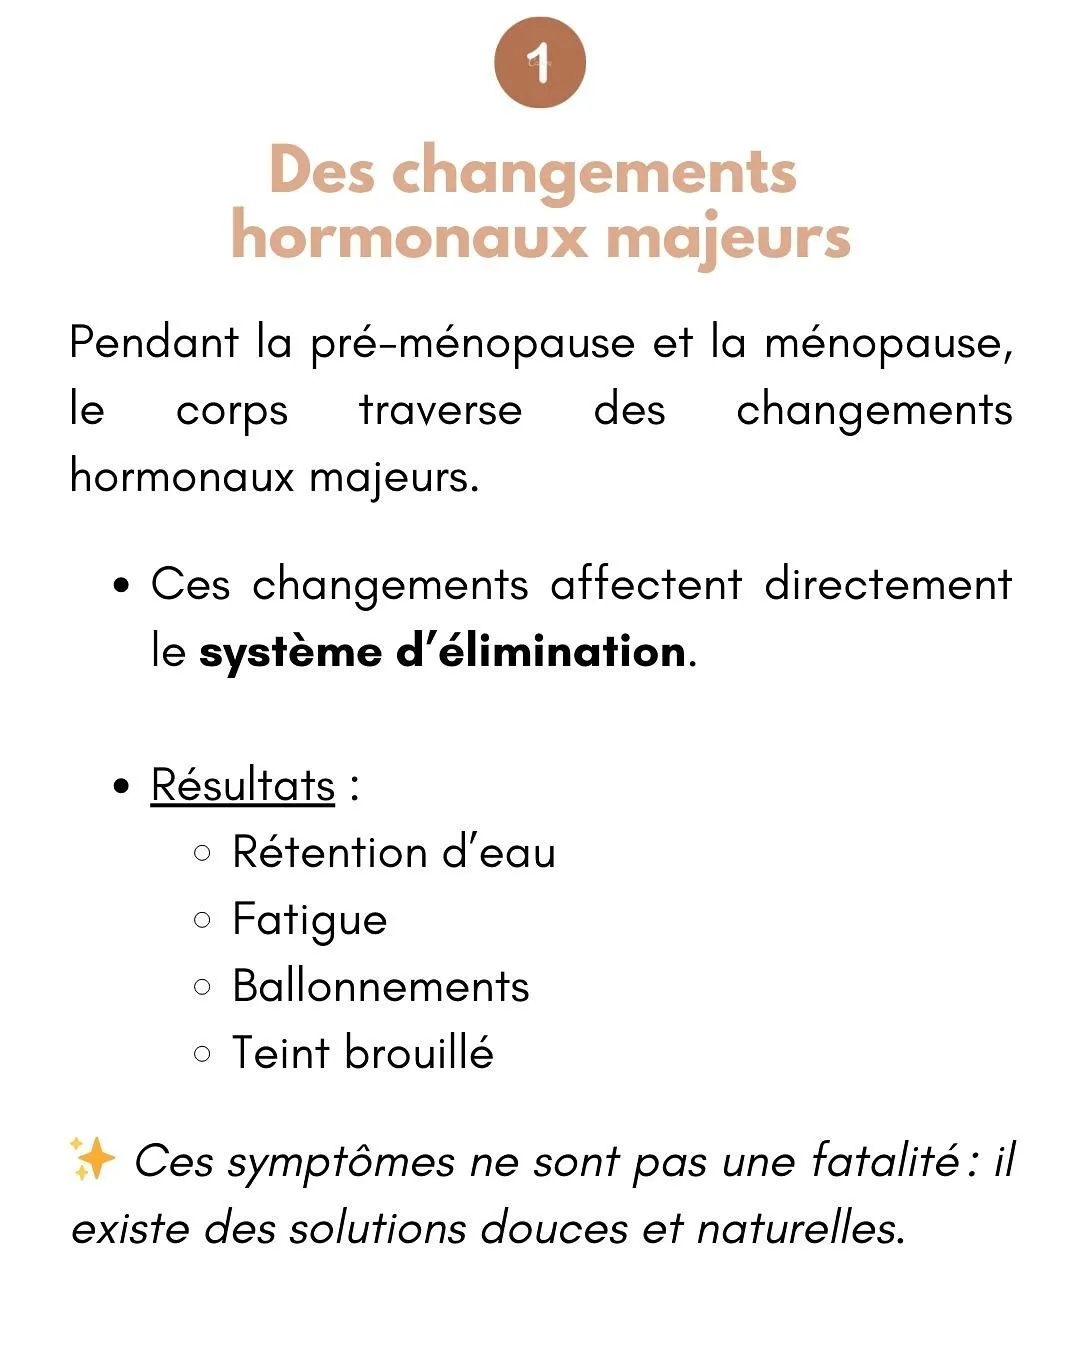 1
Des changements
hormonaux majeurs
Pendant la pré-ménopause et la ménopause,
le corps traverse des changements
hormonaux majeurs.
• Ces changements affectent directement
le système d’élimination.
• Résultats :
○ Rétention d’eau
○ Fatigue
○ Ballonnements
○ Teint brouillé
✨ Ces symptômes ne sont pas une fatalité : il
existe des solutions douces et naturelles.